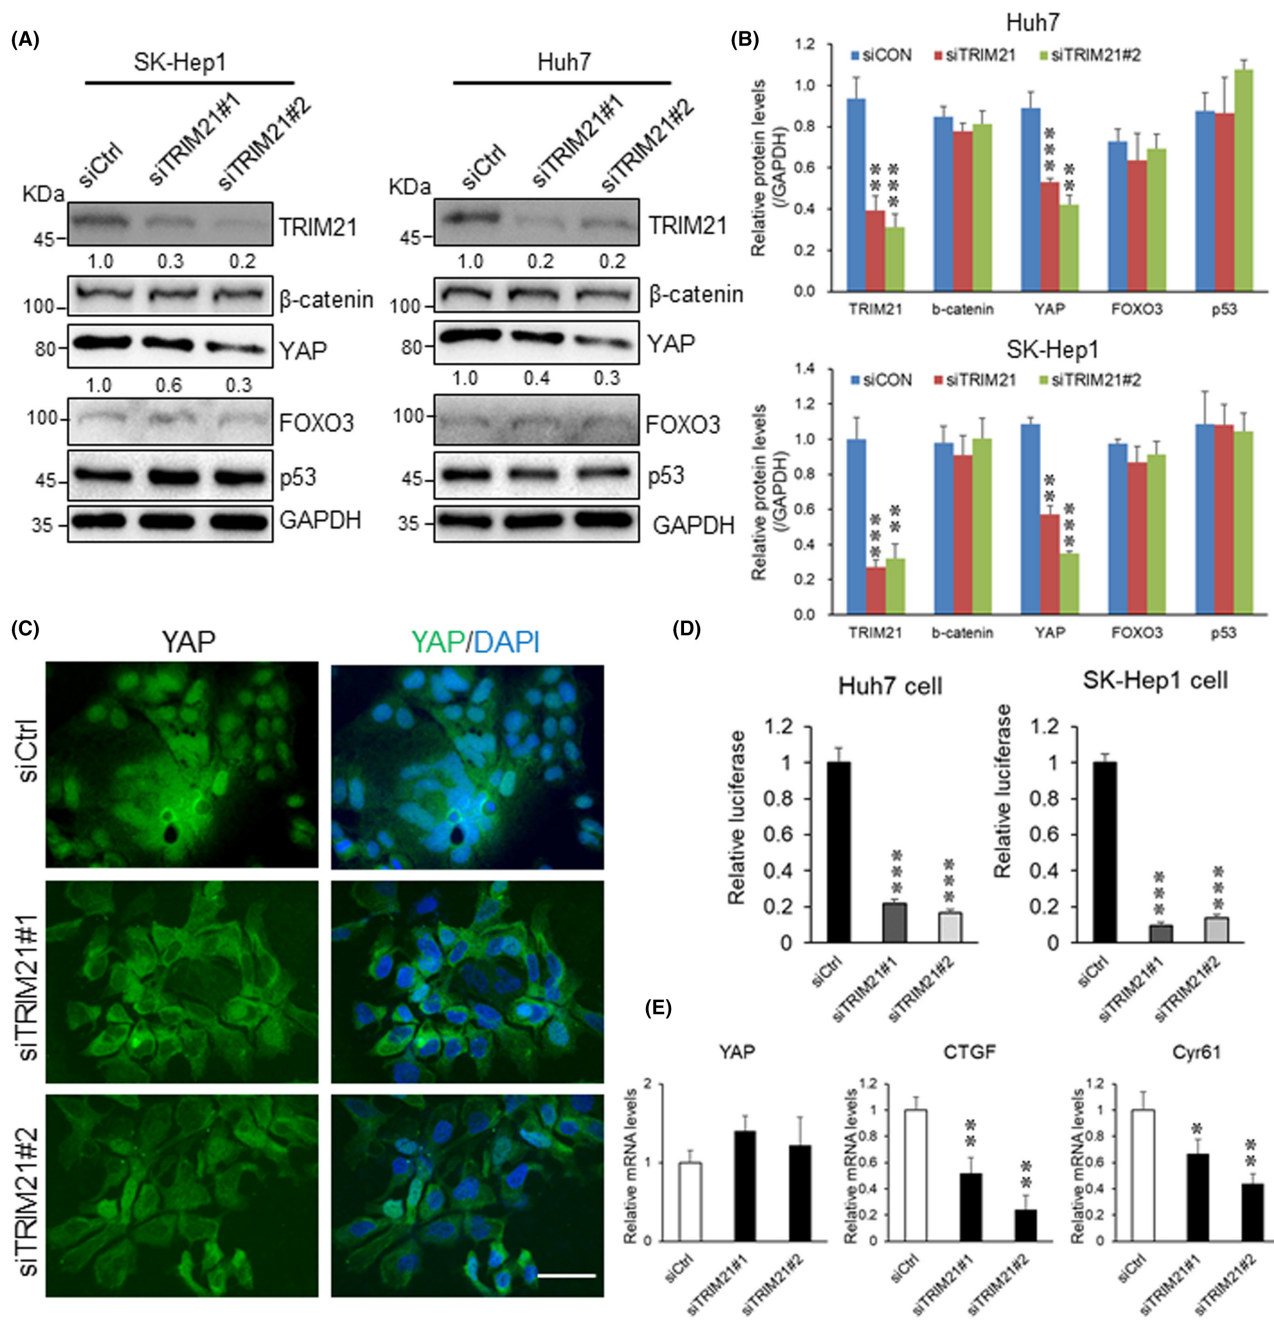 (A)
SK-Hep1
siCtrl
siTRIM21#1
siTRIM21#2
KDa
45
TRIM21
1.0 0.3 0.2
100
β-catenin
80
YAP
1.0 0.6 0.3
100
FOXO3
45
p53
35
GAPDH
Huh7
siCtrl
siTRIM21#1
siTRIM21#2
KDa
45
TRIM21
1.0 0.2 0.2
100
β-catenin
80
YAP
1.0 0.4 0.3
100
FOXO3
45
p53
35
GAPDH
(B)
Huh7
siCON siTRIM21 siTRIM21#2
Relative protein levels
(/GAPDH)
1.2
1.0
0.8
0.6
0.4
0.2
0.0
** *** *** **
TRIM21 b-catenin YAP FOXO3 p53
SK-Hep1
siCON siTRIM21 siTRIM21#2
Relative protein levels
(/GAPDH)
1.4
1.2
1.0
0.8
0.6
0.4
0.2
0.0
*** ** ** ***
TRIM21 b-catenin YAP FOXO3 p53
(C)
YAP
YAP/DAPI
siCtrl
siTRIM21#1
siTRIM21#2
(D)
Huh7 cell
Relative luciferase
1.2
1
0.8
0.6
0.4
0.2
0
*** ***
siCtrl
siTRIM21#1
siTRIM21#2
SK-Hep1 cell
Relative luciferase
1.2
1
0.8
0.6
0.4
0.2
0
*** ***
siCtrl
siTRIM21#1
siTRIM21#2
(E)
YAP
Relative mRNA levels
2
1
0
siCtrl
siTRIM21#1
siTRIM21#2
CTGF
Relative mRNA levels
1.2
1
0.8
0.6
0.4
0.2
0
** **
siCtrl
siTRIM21#1
siTRIM21#2
Cyr61
Relative mRNA levels
1.2
1
0.8
0.6
0.4
0.2
0
* **
siCtrl
siTRIM21#1
siTRIM21#2